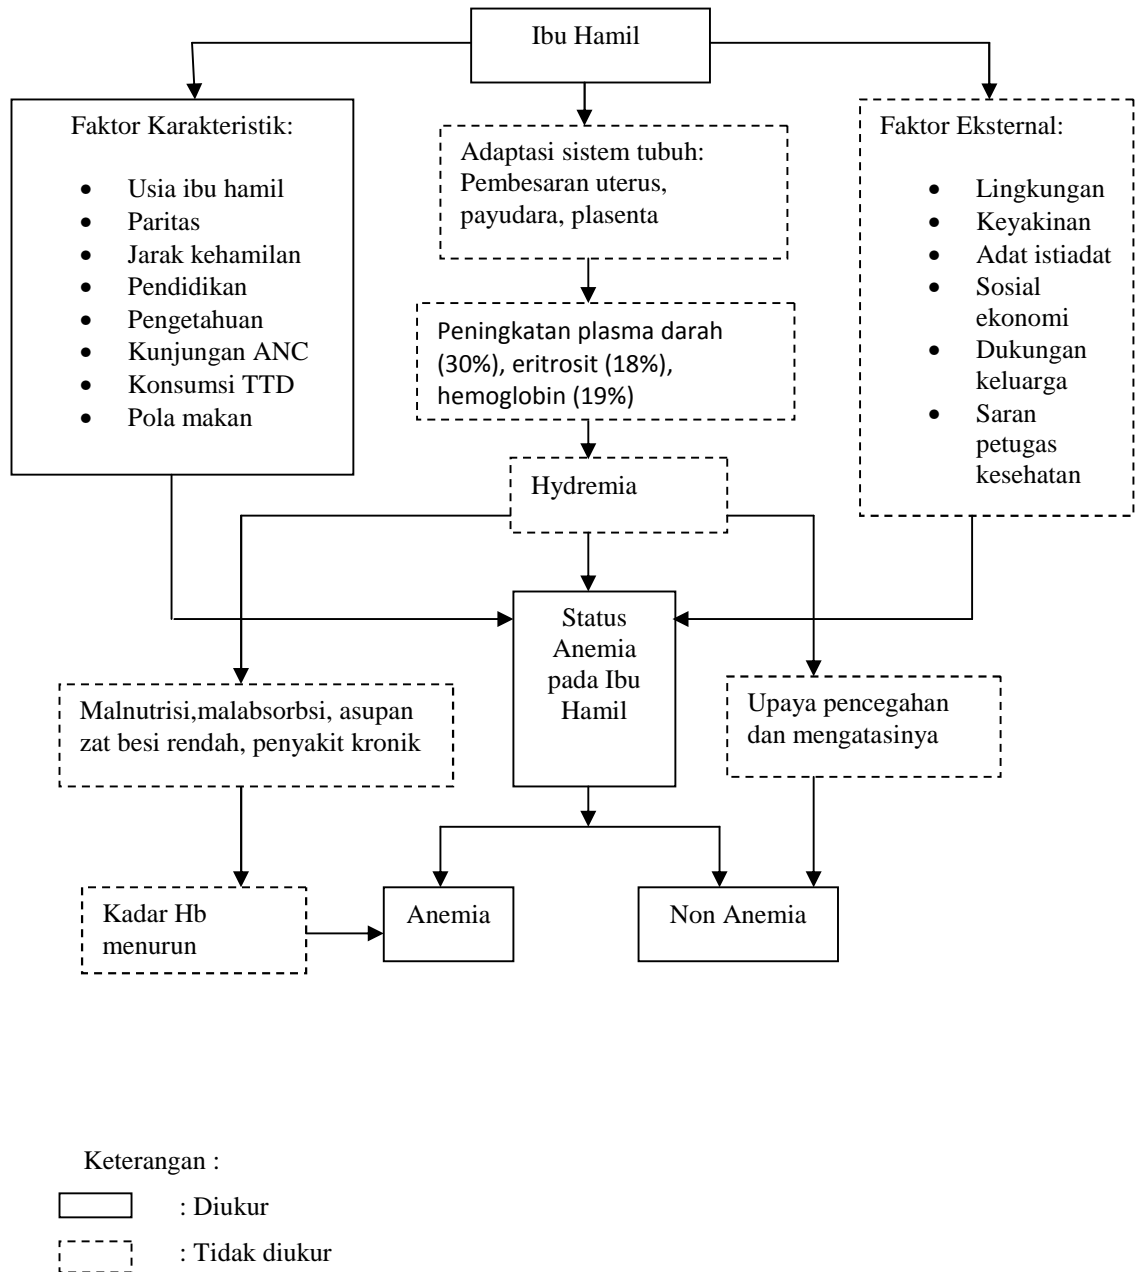 Ibu Hamil
Faktor Karakteristik:
• Usia ibu hamil
• Paritas
• Jarak kehamilan
• Pendidikan
• Pengetahuan
• Kunjungan ANC
• Konsumsi TTD
• Pola makan
Adaptasi sistem tubuh:
Pembesaran uterus,
payudara, plasenta
Faktor Eksternal:
• Lingkungan
• Keyakinan
• Adat istiadat
• Sosial
ekonomi
• Dukungan
keluarga
• Saran
petugas
kesehatan
Peningkatan plasma darah
(30%), eritrosit (18%),
hemoglobin (19%)
Hydremia
Status
Anemia
pada Ibu
Hamil
Malnutrisi,malabsorbsi, asupan
zat besi rendah, penyakit kronik
Upaya pencegahan
dan mengatasinya
Kadar Hb
menurun
Anemia
Non Anemia
Keterangan :
: Diukur
: Tidak diukur